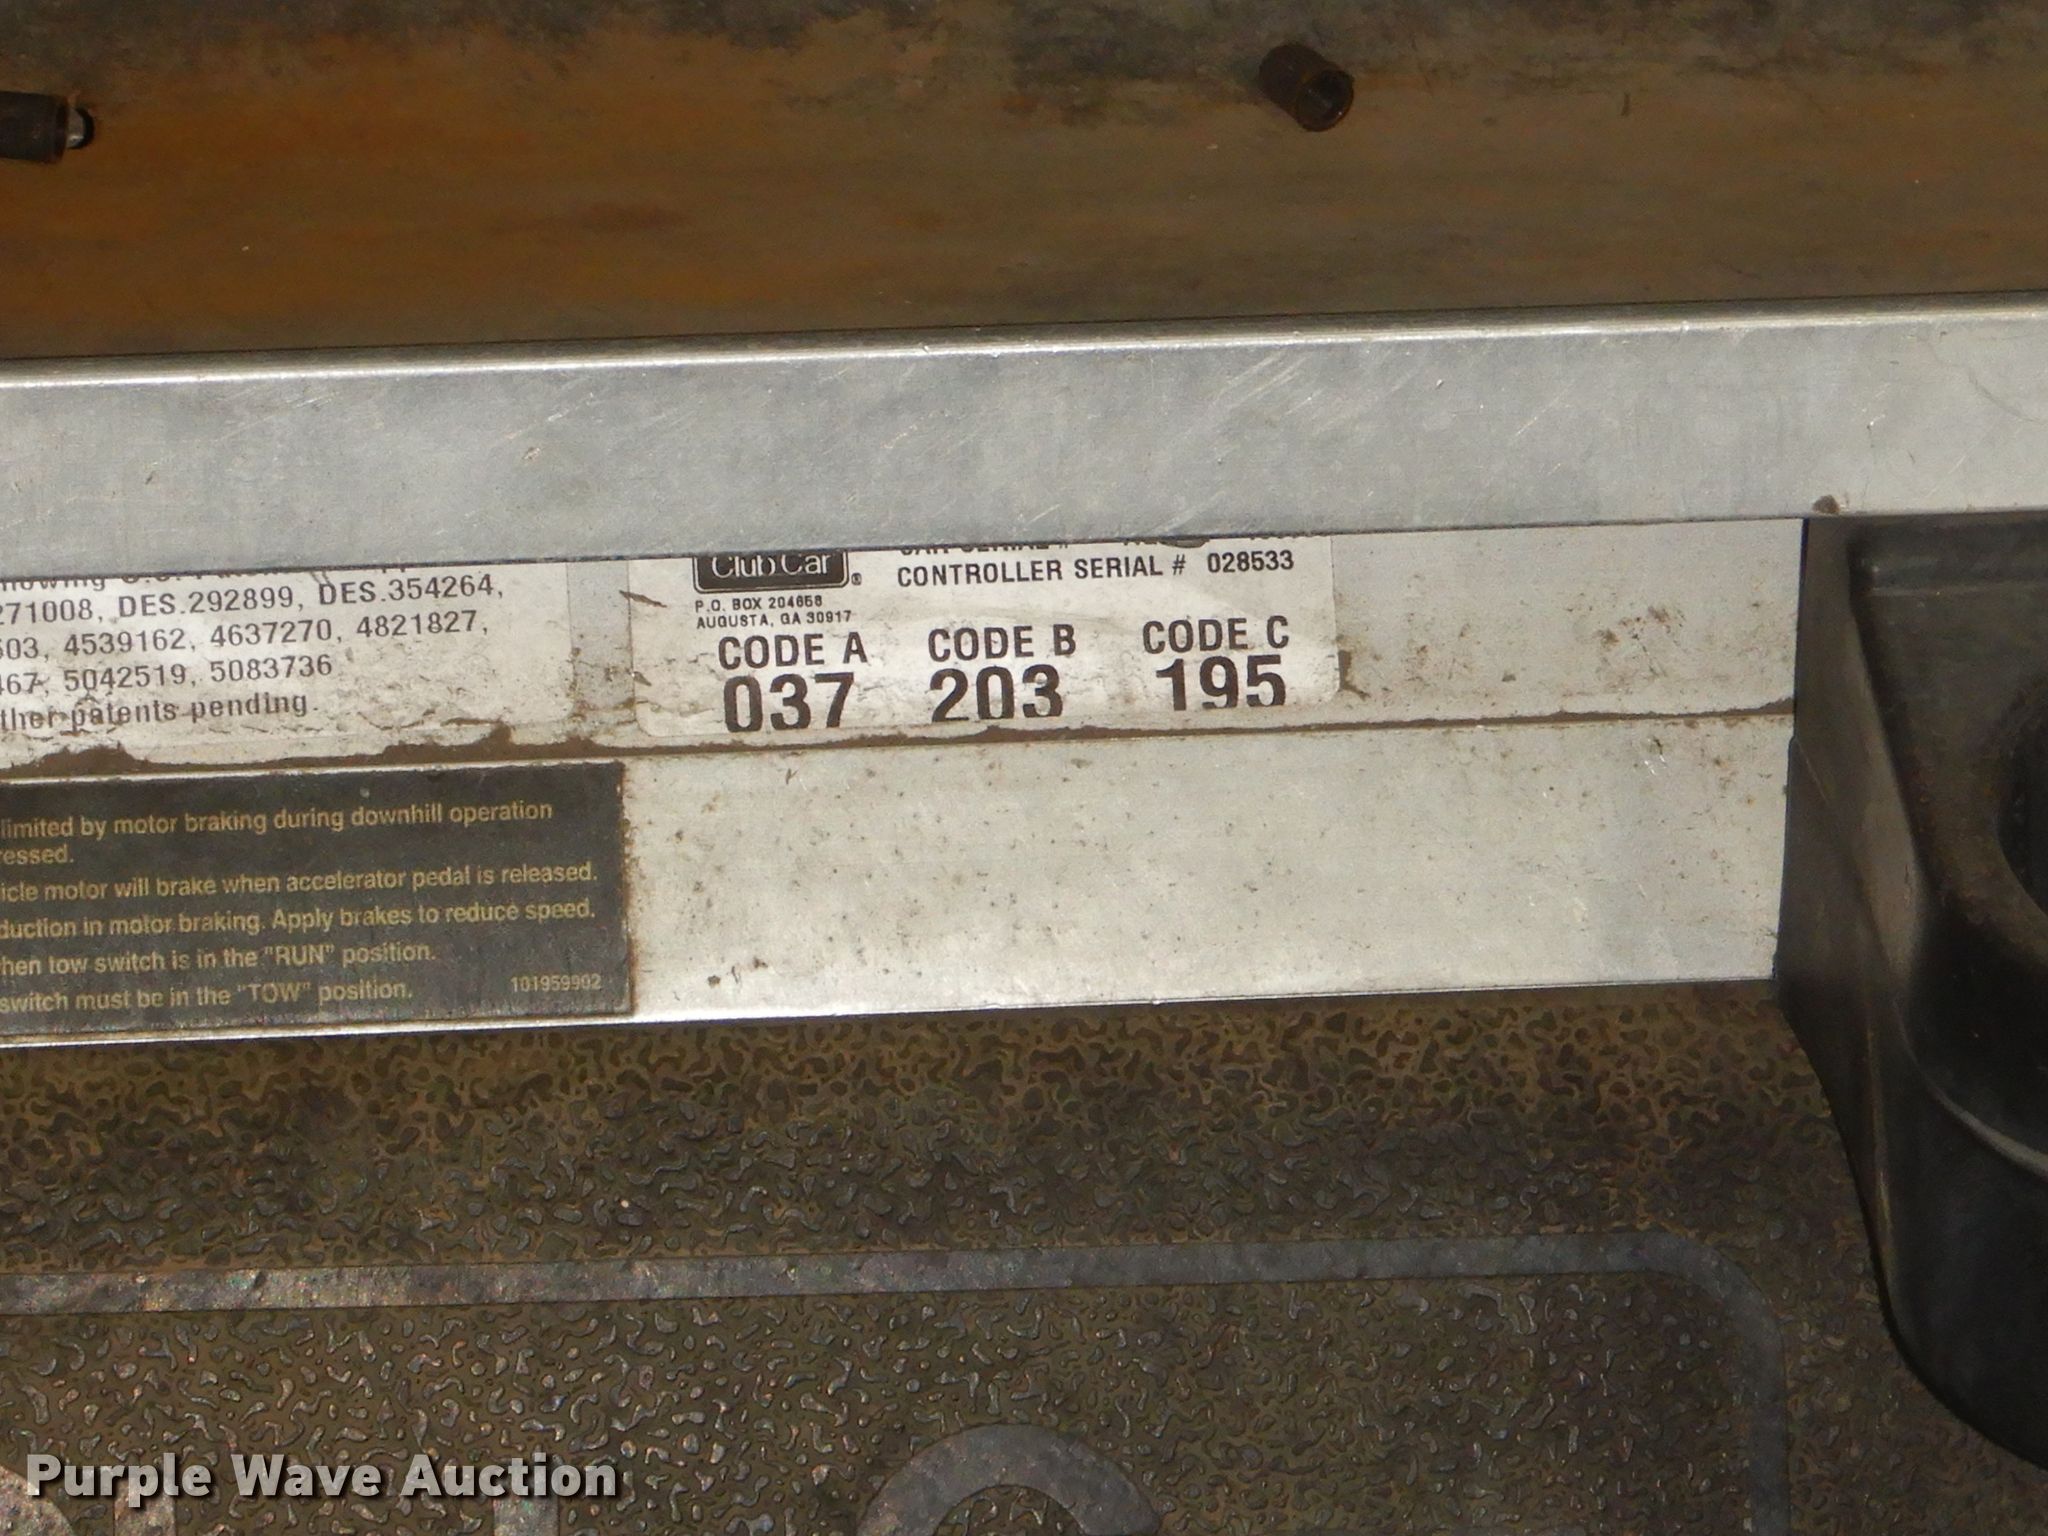 271008, DES.292899, DES.354264,
503, 4539162, 4637270, 4821827,
467, 5042519, 5083736
ther patents pending.
Club Car®
CAR SERIAL #
CONTROLLER SERIAL # 028533
P.O. BOX 204658
AUGUSTA, GA 30917
CODE A CODE B CODE C
037 203 195
limited by motor braking during downhill operation
ressed.
icle motor will brake when accelerator pedal is released.
duction in motor braking. Apply brakes to reduce speed.
hen tow switch is in the "RUN" position.
switch must be in the "TOW" position.
101959902
Purple Wave Auction